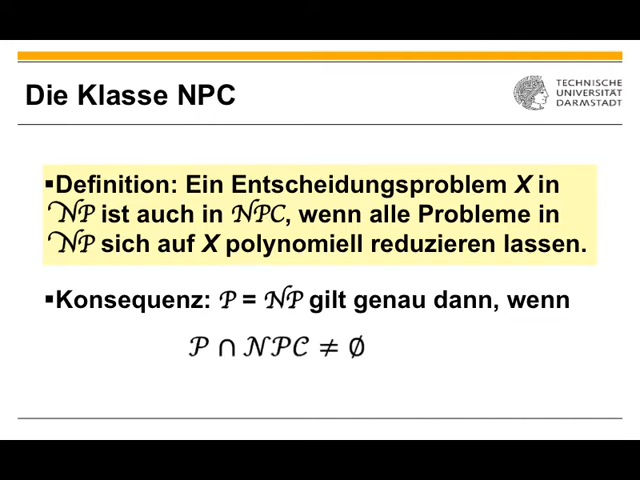 Die Klasse NPC
TECHNISCHE
UNIVERSITÄT
DARMSTADT
▪Definition: Ein Entscheidungsproblem X in
𝒩𝒫 ist auch in 𝒩𝒫𝒞, wenn alle Probleme in
𝒩𝒫 sich auf X polynomiell reduzieren lassen.
▪Konsequenz: 𝒫 = 𝒩𝒫 gilt genau dann, wenn
𝒫 ∩ 𝒩𝒫𝒞 ≠ ∅